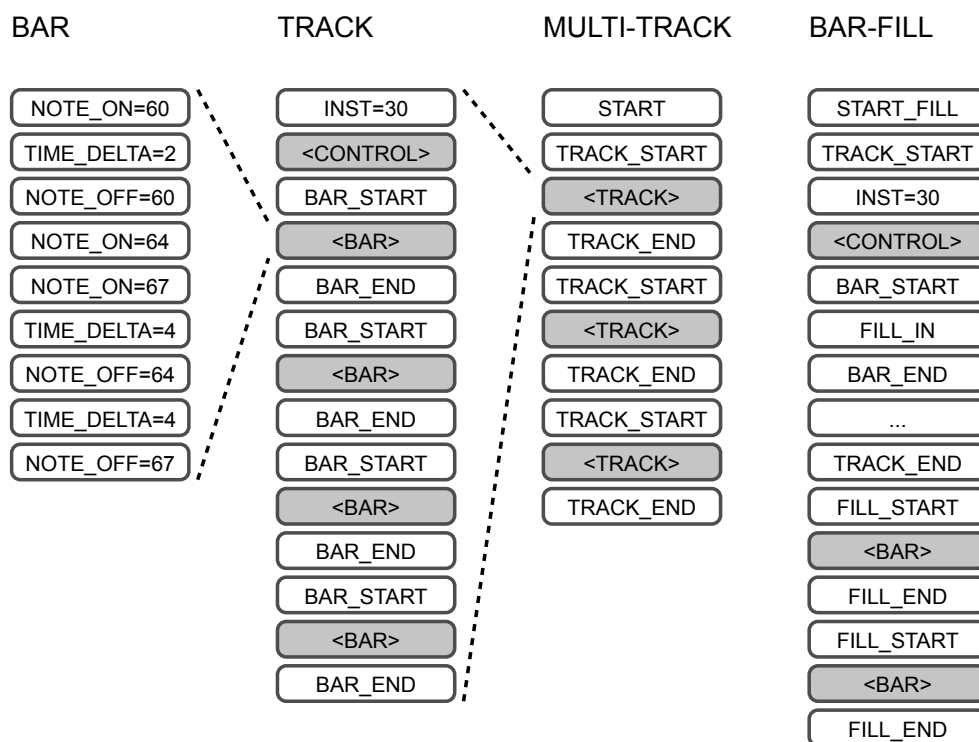 BAR
NOTE_ON=60
TIME_DELTA=2
NOTE_OFF=60
NOTE_ON=64
NOTE_ON=67
TIME_DELTA=4
NOTE_OFF=64
TIME_DELTA=4
NOTE_OFF=67
TRACK
INST=30
<CONTROL>
BAR_START
<BAR>
BAR_END
BAR_START
<BAR>
BAR_END
BAR_START
<BAR>
BAR_END
BAR_START
<BAR>
BAR_END
MULTI-TRACK
START
TRACK_START
<TRACK>
TRACK_END
TRACK_START
<TRACK>
TRACK_END
TRACK_START
<TRACK>
TRACK_END
BAR-FILL
START_FILL
TRACK_START
INST=30
<CONTROL>
BAR_START
FILL_IN
BAR_END
...
TRACK_END
FILL_START
<BAR>
FILL_END
FILL_START
<BAR>
FILL_END